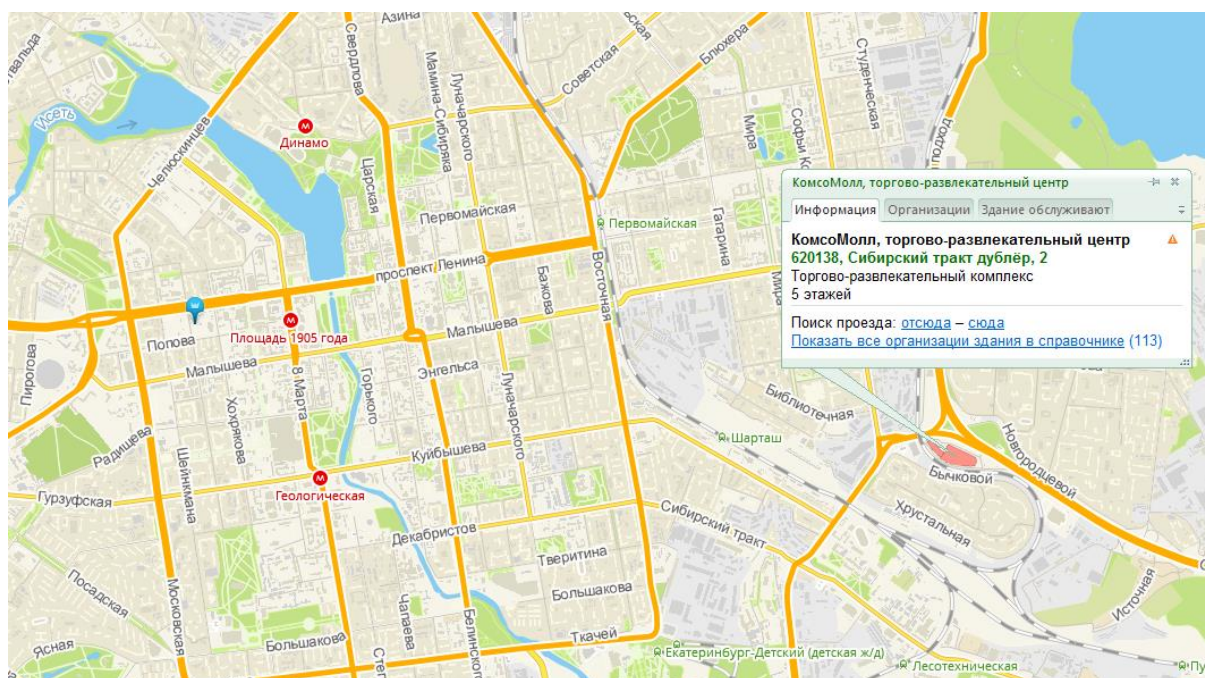 Азина
Свердлова
Мамина-Сибиряка
Луначарского
Советская
Блюхера
Студенческая
Исеть
Динамо
Челюскинцев
Царская
Мира
подход
Первомайская
Первомайская
Гагарина
КомсоМолл, торгово-развлекательный центр
Информация
Организации
Здание обслуживают
КомсоМолл, торгово-развлекательный центр
620138, Сибирский тракт дублёр, 2
Торгово-развлекательный комплекс
5 этажей
Поиск проезда: отсюда – сюда
Показать все организации здания в справочнике (113)
проспект Ленина
Бажова
Восточная
Мира
Площадь 1905 года
Попова
Малышева
Малышева
Пирогова
8 Марта
Горького
Энгельса
Луначарского
Хохрякова
Библиотечная
Радищева
Шейнкмана
Куйбышева
Шарташ
Новгородцевой
Бычковой
Геологическая
Гурзуфская
Декабристов
Сибирский тракт
Хрустальная
Тверитина
Посадская
Большакова
Источная
Московская
Чапаева
Белинского
Ткачей
Ясная
Большакова
Екатеринбург-Детский (детская ж/д)
Лесотехническая